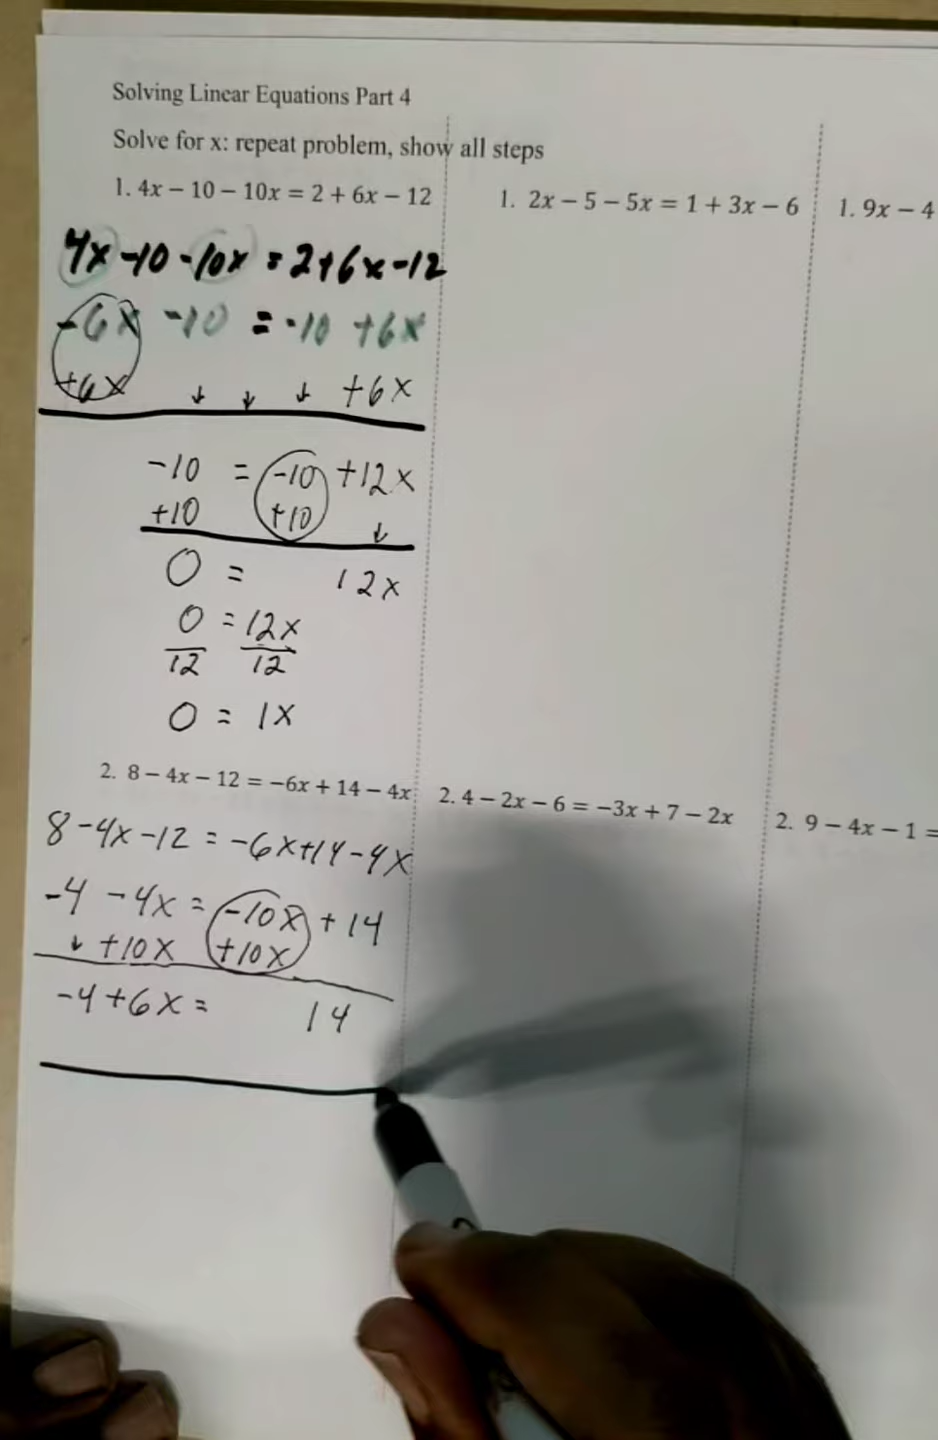 Solving Linear Equations Part 4
Solve for x: repeat problem, show all steps
1. 4x − 10 − 10x = 2 + 6x − 12
4x -10 -10x = 2+6x-12
-6x -10 = -10 +6x
+6x ↓ ↓ ↓ +6x
-10 = -10 +12x
+10 +10 ↓
0 = 12x
0 = 12x
12 12
0 = 1x
2. 8 − 4x − 12 = −6x + 14 − 4x
8-4x-12 = -6x+14-4x
-4 -4x = -10x + 14
↓ +10x +10x
-4+6x = 14
1. 2x − 5 − 5x = 1 + 3x − 6
2. 4 − 2x − 6 = −3x + 7 − 2x
1. 9x − 4
2. 9 − 4x − 1 =